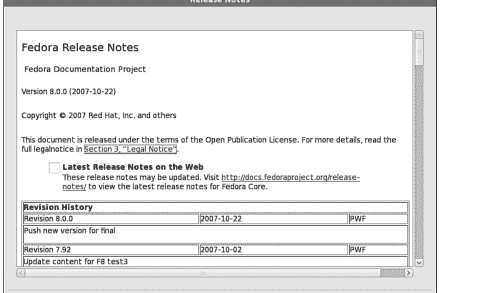 Release Notes
Fedora Release Notes
Fedora Documentation Project
Version 8.0.0 (2007-10-22)
Copyright © 2007 Red Hat, Inc. and others
This document is released under the terms of the Open Publication License. For more details, read the
full legalnotice in Section 3, "Legal Notice".
Latest Release Notes on the Web
These release notes may be updated. Visit http://docs.fedoraproject.org/release-
notes/ to view the latest release notes for Fedora Core.
Revision History
Revision 8.0.0 2007-10-22 PWF
Push new version for final
Revision 7.92 2007-10-02 PWF
Update content for F8 test3